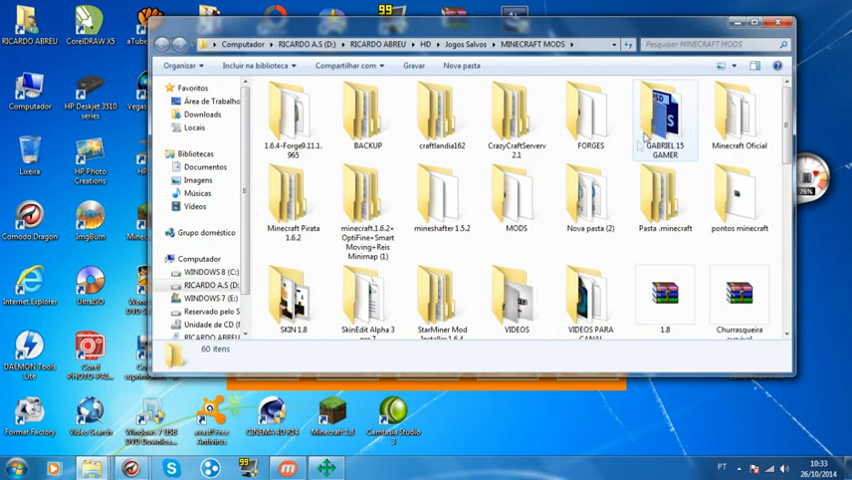 99
99
RICARDO ABREU
CorelDRAW X5
Computador
HP Deskjet 3510 series
Lixeira
HP Photo Creations
Comodo Dragon
ImgBurn
Internet Explorer
UltraISO
DAEMON Tools Lite
Format Factory
Video Search
Windows 7 USB DVD Downloa...
avast! Free Antivirus
CINEMA 4D R14
Minecraft 1.8
Camtasia Studio 3
Computador ▸ RICARDO A.S (D:) ▸ RICARDO ABREU ▸ HD ▸ Jogos Salvos ▸ MINECRAFT MODS ▸
Pesquisar MINECRAFT MODS
Organizar
Incluir na biblioteca
Compartilhar com
Gravar
Nova pasta
Favoritos
Área de Trabalho
Downloads
Locais
Bibliotecas
Documentos
Imagens
Músicas
Vídeos
Grupo doméstico
Computador
WINDOWS 8 (C:)
RICARDO A.S (D:
WINDOWS 7 (E:)
Reservado pelo S
Unidade de CD (
RICARDO ABREU
1.6.4-Forge9.11.1.965
BACKUP
craftlandia162
CrazyCraftServerv2.1
FORGES
GABRIEL 15 GAMER
Minecraft Oficial
Minecraft Pirata 1.6.2
minecraft.1.6.2+OptiFine+Smart Moving+Reis Minimap (1)
mineshafter 1.5.2
MODS
Nova pasta (2)
Pasta .minecraft
pontos minecraft
SKIN 1.8
SkinEdit Alpha 3
StarMiner Mod Installer 1.6.4
VIDEOS
VIDEOS PARA CANAL
1.8
Churrasqueira
60 itens
76%
99
PT
10:33
26/10/2014